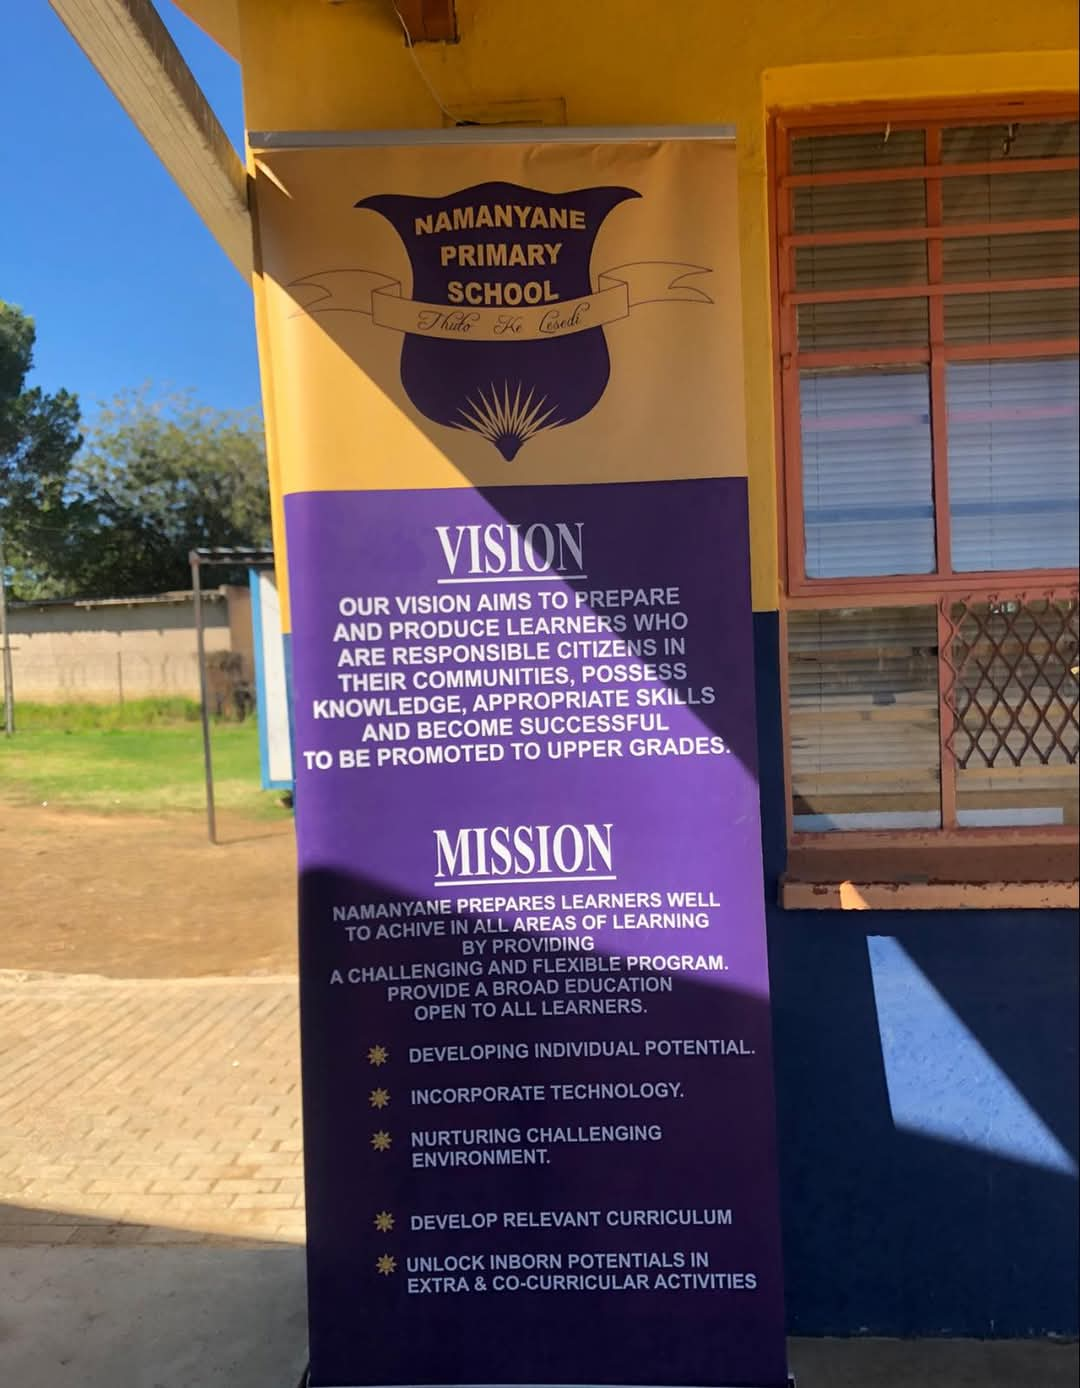 NAMANYANE
PRIMARY
SCHOOL
Thuto Ke Lesedi
VISION
OUR VISION AIMS TO PREPARE
AND PRODUCE LEARNERS WHO
ARE RESPONSIBLE CITIZENS IN
THEIR COMMUNITIES, POSSESS
KNOWLEDGE, APPROPRIATE SKILLS
AND BECOME SUCCESSFUL
TO BE PROMOTED TO UPPER GRADES.
MISSION
NAMANYANE PREPARES LEARNERS WELL
TO ACHIVE IN ALL AREAS OF LEARNING
BY PROVIDING
A CHALLENGING AND FLEXIBLE PROGRAM.
PROVIDE A BROAD EDUCATION
OPEN TO ALL LEARNERS.
DEVELOPING INDIVIDUAL POTENTIAL.
INCORPORATE TECHNOLOGY.
NURTURING CHALLENGING
ENVIRONMENT.
DEVELOP RELEVANT CURRICULUM
UNLOCK INBORN POTENTIALS IN
EXTRA & CO-CURRICULAR ACTIVITIES